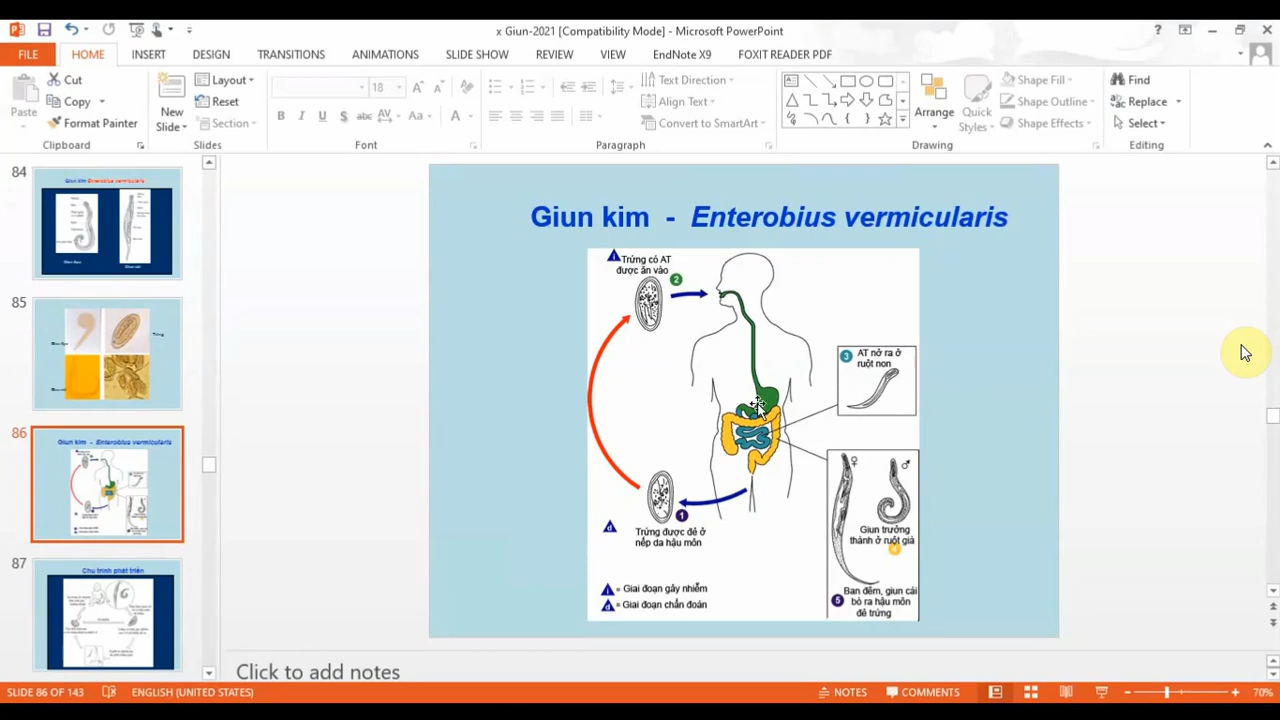 x Giun-2021 [Compatibility Mode] - Microsoft PowerPoint
FILE HOME INSERT DESIGN TRANSITIONS ANIMATIONS SLIDE SHOW REVIEW VIEW EndNote X9 FOXIT READER PDF
Paste
Cut
Copy
Format Painter
Clipboard
New
Slide
Layout
Reset
Section
Slides
18
Font
Text Direction
Align Text
Convert to SmartArt
Paragraph
Arrange
Quick
Styles
Shape Fill
Shape Outline
Shape Effects
Drawing
Find
Replace
Select
Editing
84
Giun kim Enterobius vermicularis
85
86
Giun kim - Enterobius vermicularis
87
Chu trình phát triển
Giun kim - Enterobius vermicularis
i
Trứng có AT
được ăn vào
2
3
AT nở ra ở
ruột non
1
d
Trứng được đẻ ở
nếp da hậu môn
♀ ♂
Giun trưởng
thành ở ruột già
4
5
Ban đêm, giun cái
bò ra hậu môn
đẻ trứng
i = Giai đoạn gây nhiễm
d = Giai đoạn chẩn đoán
Click to add notes
SLIDE 86 OF 143 ENGLISH (UNITED STATES) NOTES COMMENTS 70%